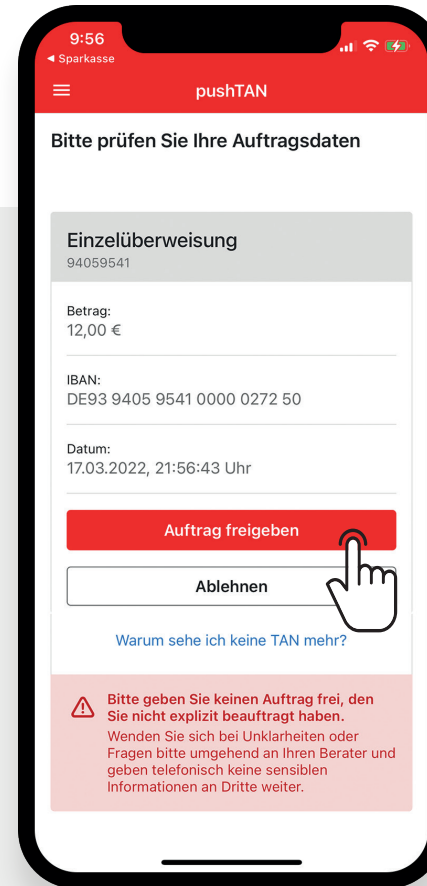 9:56
◀ Sparkasse
pushTAN
Bitte prüfen Sie Ihre Auftragsdaten
Einzelüberweisung
94059541
Betrag:
12,00 €
IBAN:
DE93 9405 9541 0000 0272 50
Datum:
17.03.2022, 21:56:43 Uhr
Auftrag freigeben
Ablehnen
Warum sehe ich keine TAN mehr?
Bitte geben Sie keinen Auftrag frei, den
Sie nicht explizit beauftragt haben.
Wenden Sie sich bei Unklarheiten oder
Fragen bitte umgehend an Ihren Berater und
geben telefonisch keine sensiblen
Informationen an Dritte weiter.